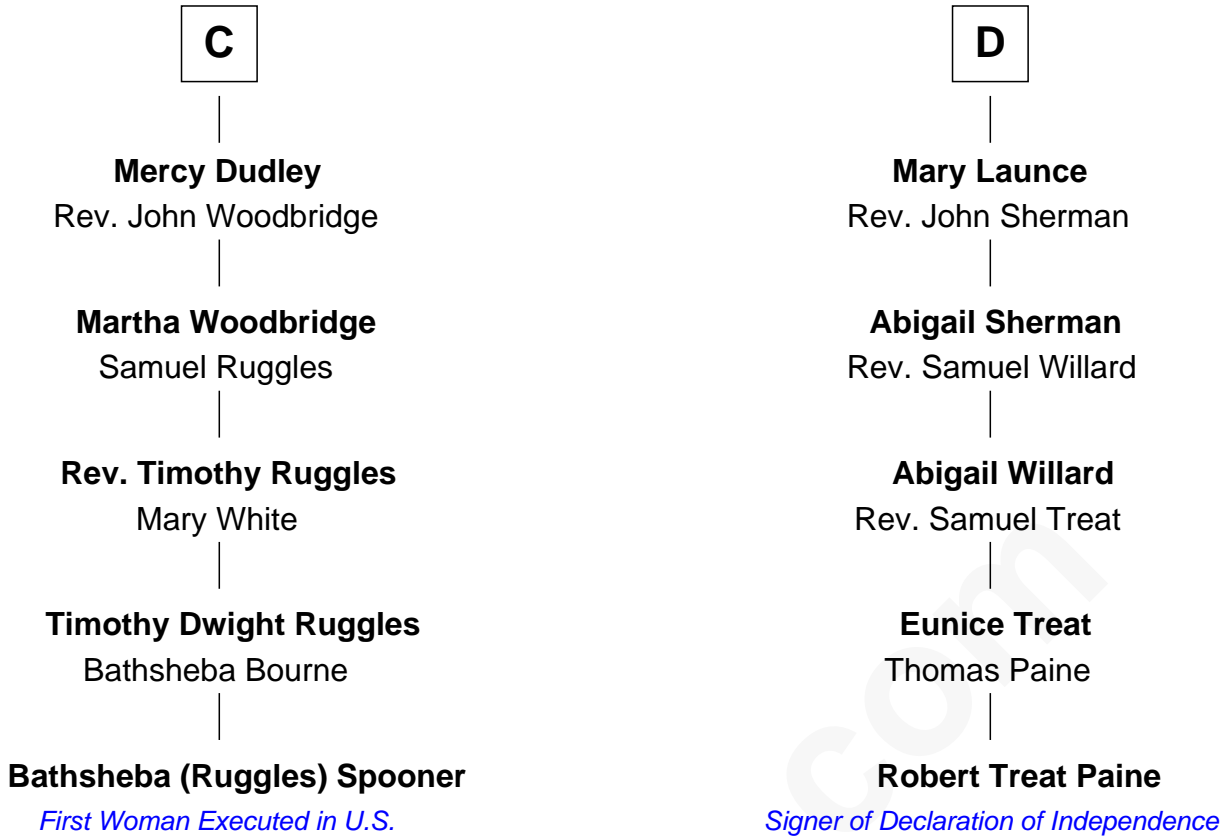 C
Mercy Dudley
Rev. John Woodbridge
Martha Woodbridge
Samuel Ruggles
Rev. Timothy Ruggles
Mary White
Timothy Dwight Ruggles
Bathsheba Bourne
Bathsheba (Ruggles) Spooner
First Woman Executed in U.S.
D
Mary Launce
Rev. John Sherman
Abigail Sherman
Rev. Samuel Willard
Abigail Willard
Rev. Samuel Treat
Eunice Treat
Thomas Paine
Robert Treat Paine
Signer of Declaration of Independence
com